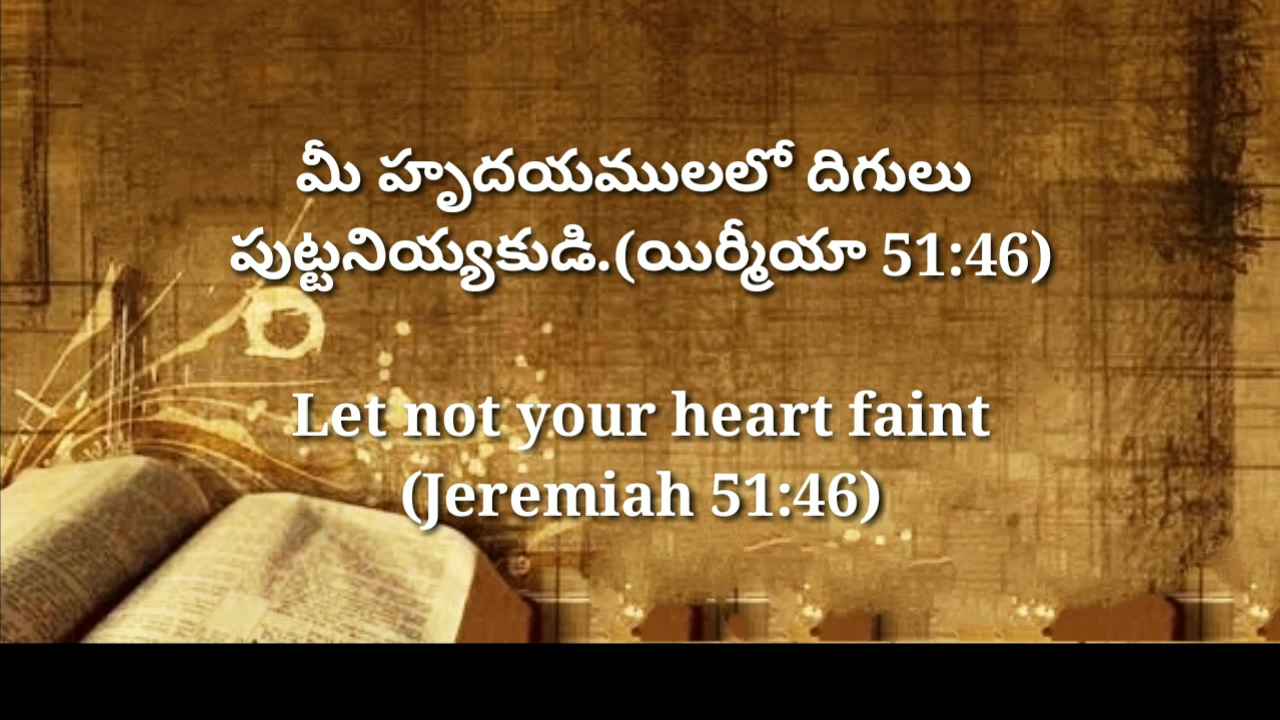 మీ హృదయములలో దిగులు
పుట్టనియ్యకుడి.(యిర్మీయా 51:46)
Let not your heart faint
(Jeremiah 51:46)